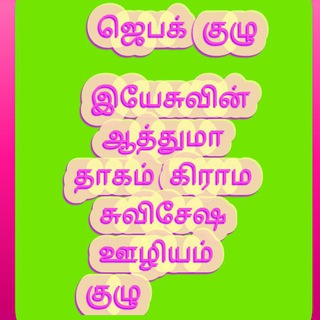 ஜெபக் குழு
இயேசுவின்
ஆத்துமா
தாகம் கிராம
சுவிசேஷ
ஊழியம்
குழு